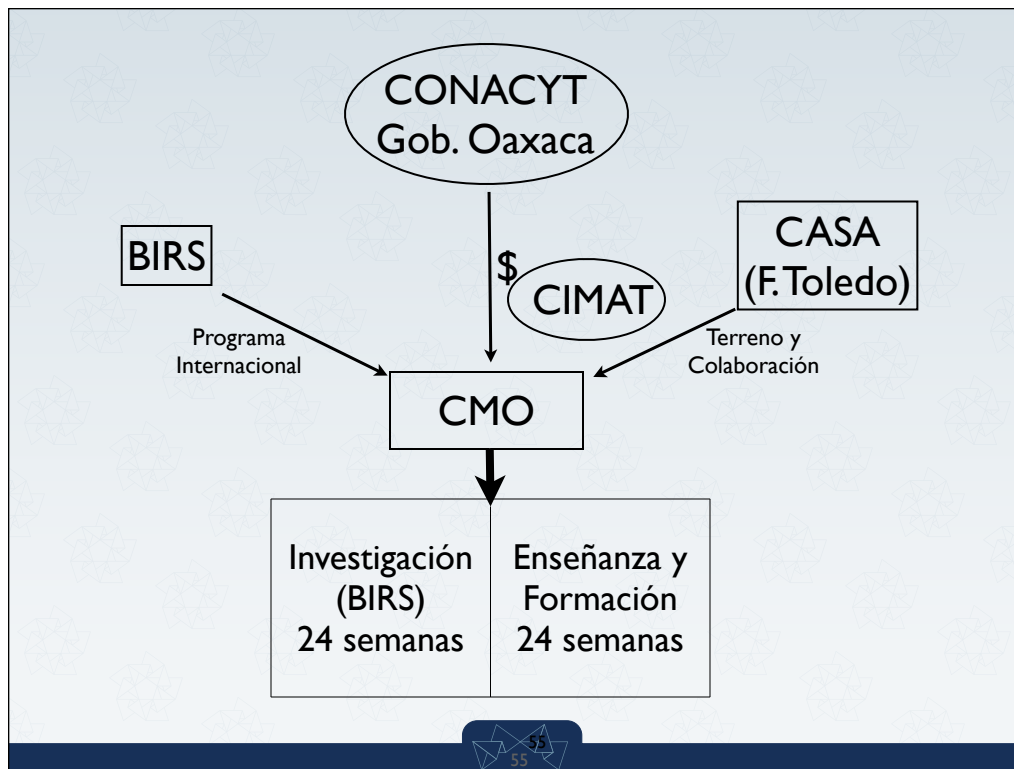 CONACYT
Gob. Oaxaca
BIRS
$
CIMAT
CASA
(F. Toledo)
Programa
Internacional
Terreno y
Colaboración
CMO
Investigación
(BIRS)
24 semanas
Enseñanza y
Formación
24 semanas
55
55